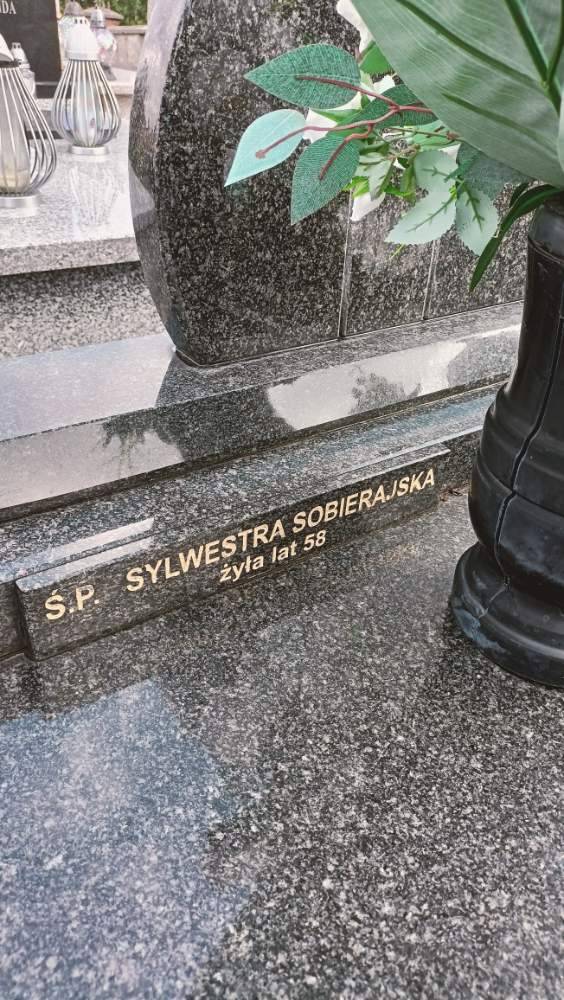 Ś.P. SYLWESTRA SOBIERAJSKA
żyła lat 58